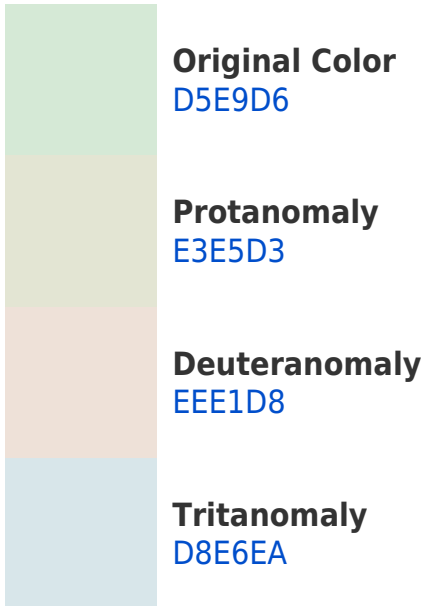 Original Color
D5E9D6
Protanomaly
E3E5D3
Deuteranomaly
EEE1D8
Tritanomaly
D8E6EA